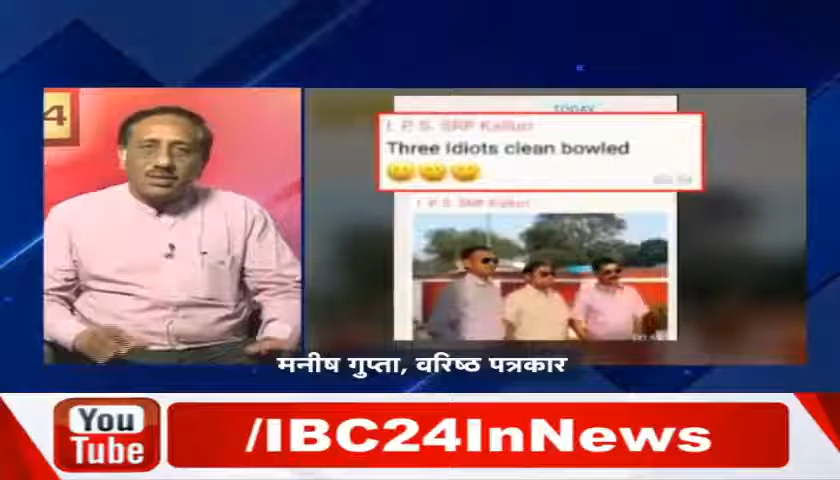 4
TODAY
I. P. S. SRP Kalluri
Three Idiots clean bowled
I. P. S. SRP Kalluri
मनीष गुप्ता, वरिष्ठ पत्रकार
You
Tube
/IBC24InNews